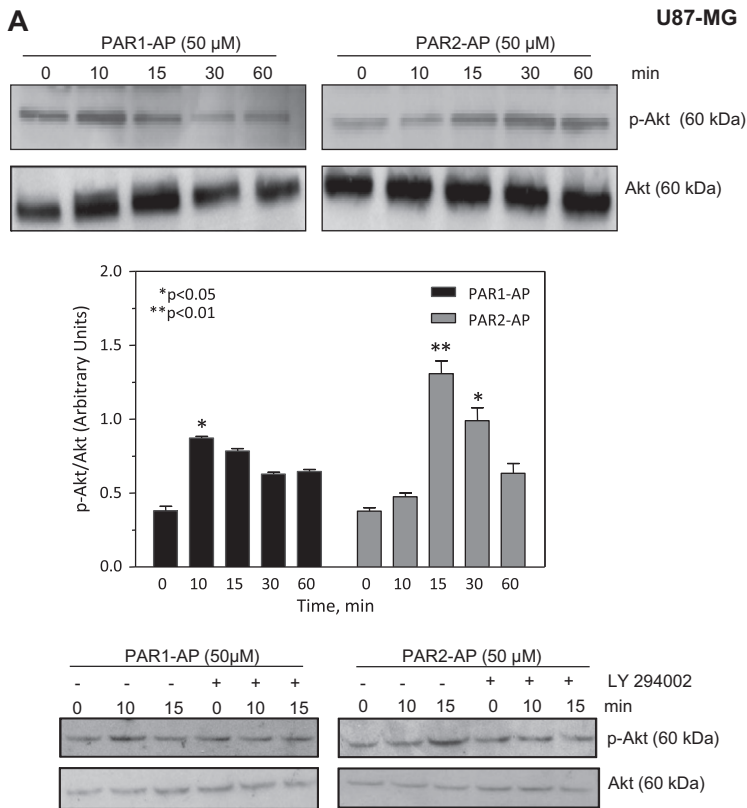 A
U87-MG
PAR1-AP (50 µM) PAR2-AP (50 µM)
0 10 15 30 60 0 10 15 30 60 min
p-Akt (60 kDa)
Akt (60 kDa)
2.0
*p<0.05
**p<0.01
PAR1-AP
PAR2-AP
1.5
1.0
0.5
0.0
* ** *
p-Akt/Akt (Arbitrary Units)
0 10 15 30 60 0 10 15 30 60
Time, min
PAR1-AP (50µM) PAR2-AP (50 µM)
- - - + + + - - - + + + LY 294002
0 10 15 0 10 15 0 10 15 0 10 15 min
p-Akt (60 kDa)
Akt (60 kDa)